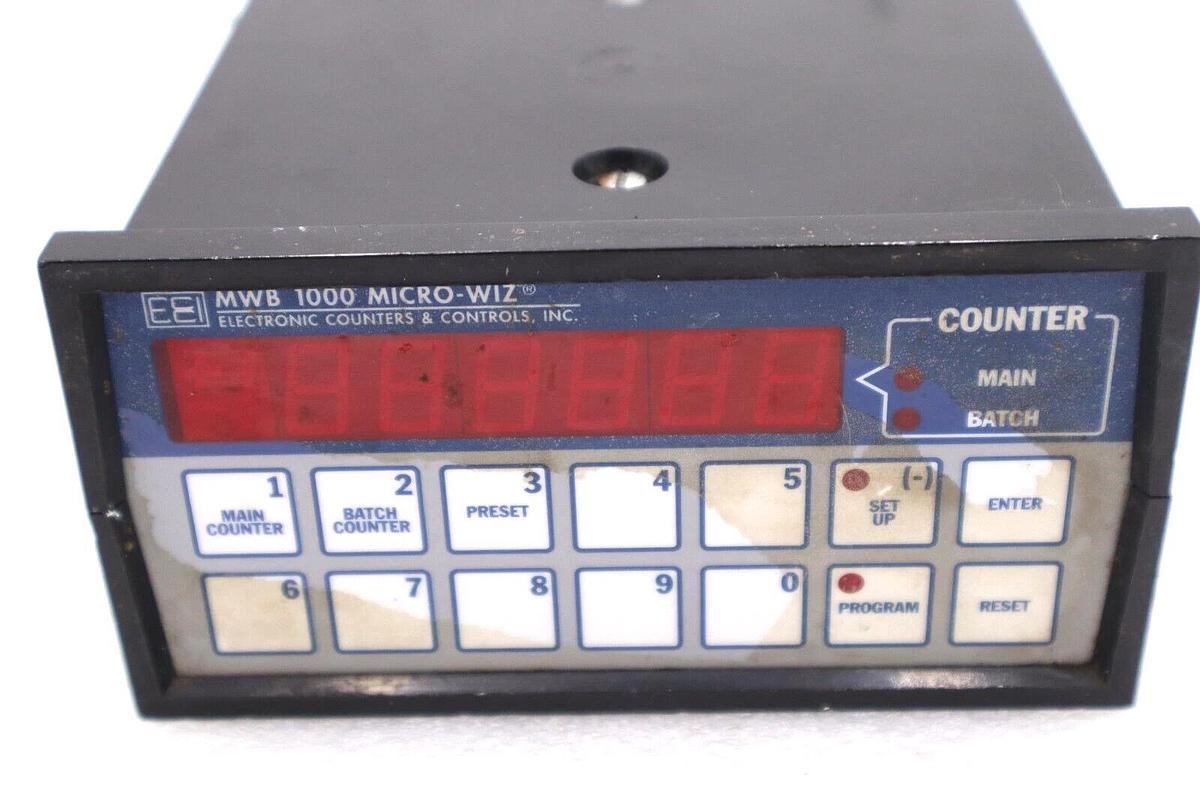 ECI MWB 1000 MICRO-WIZ®
ELECTRONIC COUNTERS & CONTROLS, INC.
COUNTER
MAIN
BATCH
1
MAIN
COUNTER
2
BATCH
COUNTER
3
PRESET
4
5
(-)
SET
UP
ENTER
6
7
8
9
0
PROGRAM
RESET